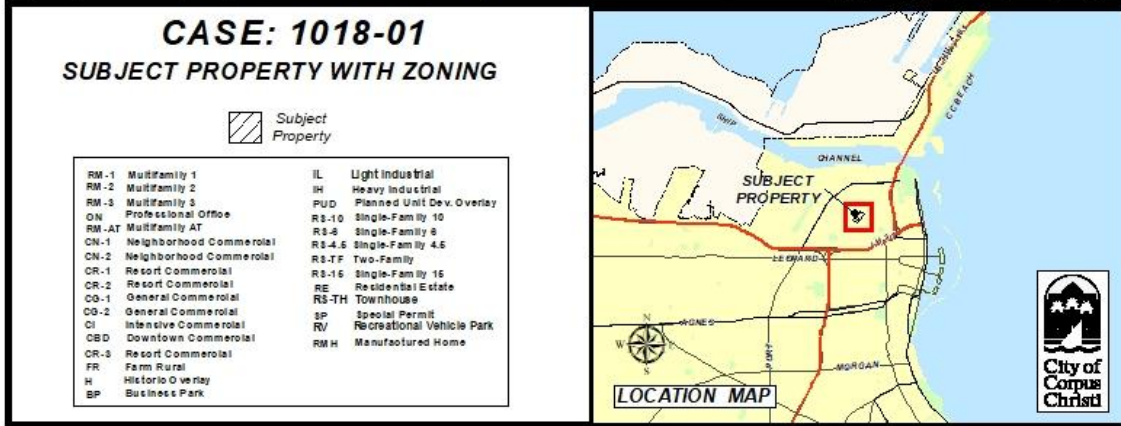 CASE: 1018-01
SUBJECT PROPERTY WITH ZONING
Subject
Property
RM-1 Multifamily 1
RM-2 Multifamily 2
RM-3 Multifamily 3
ON Professional Office
RM-AT Multifamily AT
CN-1 Neighborhood Commercial
CN-2 Neighborhood Commercial
CR-1 Resort Commercial
CR-2 Resort Commercial
CG-1 General Commercial
CG-2 General Commercial
CI Intensive Commercial
CBD Downtown Commercial
CR-3 Resort Commercial
FR Farm Rural
H Historic Overlay
BP Business Park
IL Light Industrial
IH Heavy Industrial
PUD Planned Unit Dev. Overlay
RS-10 Single-Family 10
RS-6 Single-Family 6
RS-4.5 Single-Family 4.5
RS-TF Two-Family
RS-15 Single-Family 15
RE Residential Estate
RS-TH Townhouse
SP Special Permit
RV Recreational Vehicle Park
RMH Manufactured Home
CC BEACH
SHIP
CHANNEL
SUBJECT
PROPERTY
LEOPARD
AGNES
PORT
MORGAN
N
S
W
LOCATION MAP
City of
Corpus
Christi